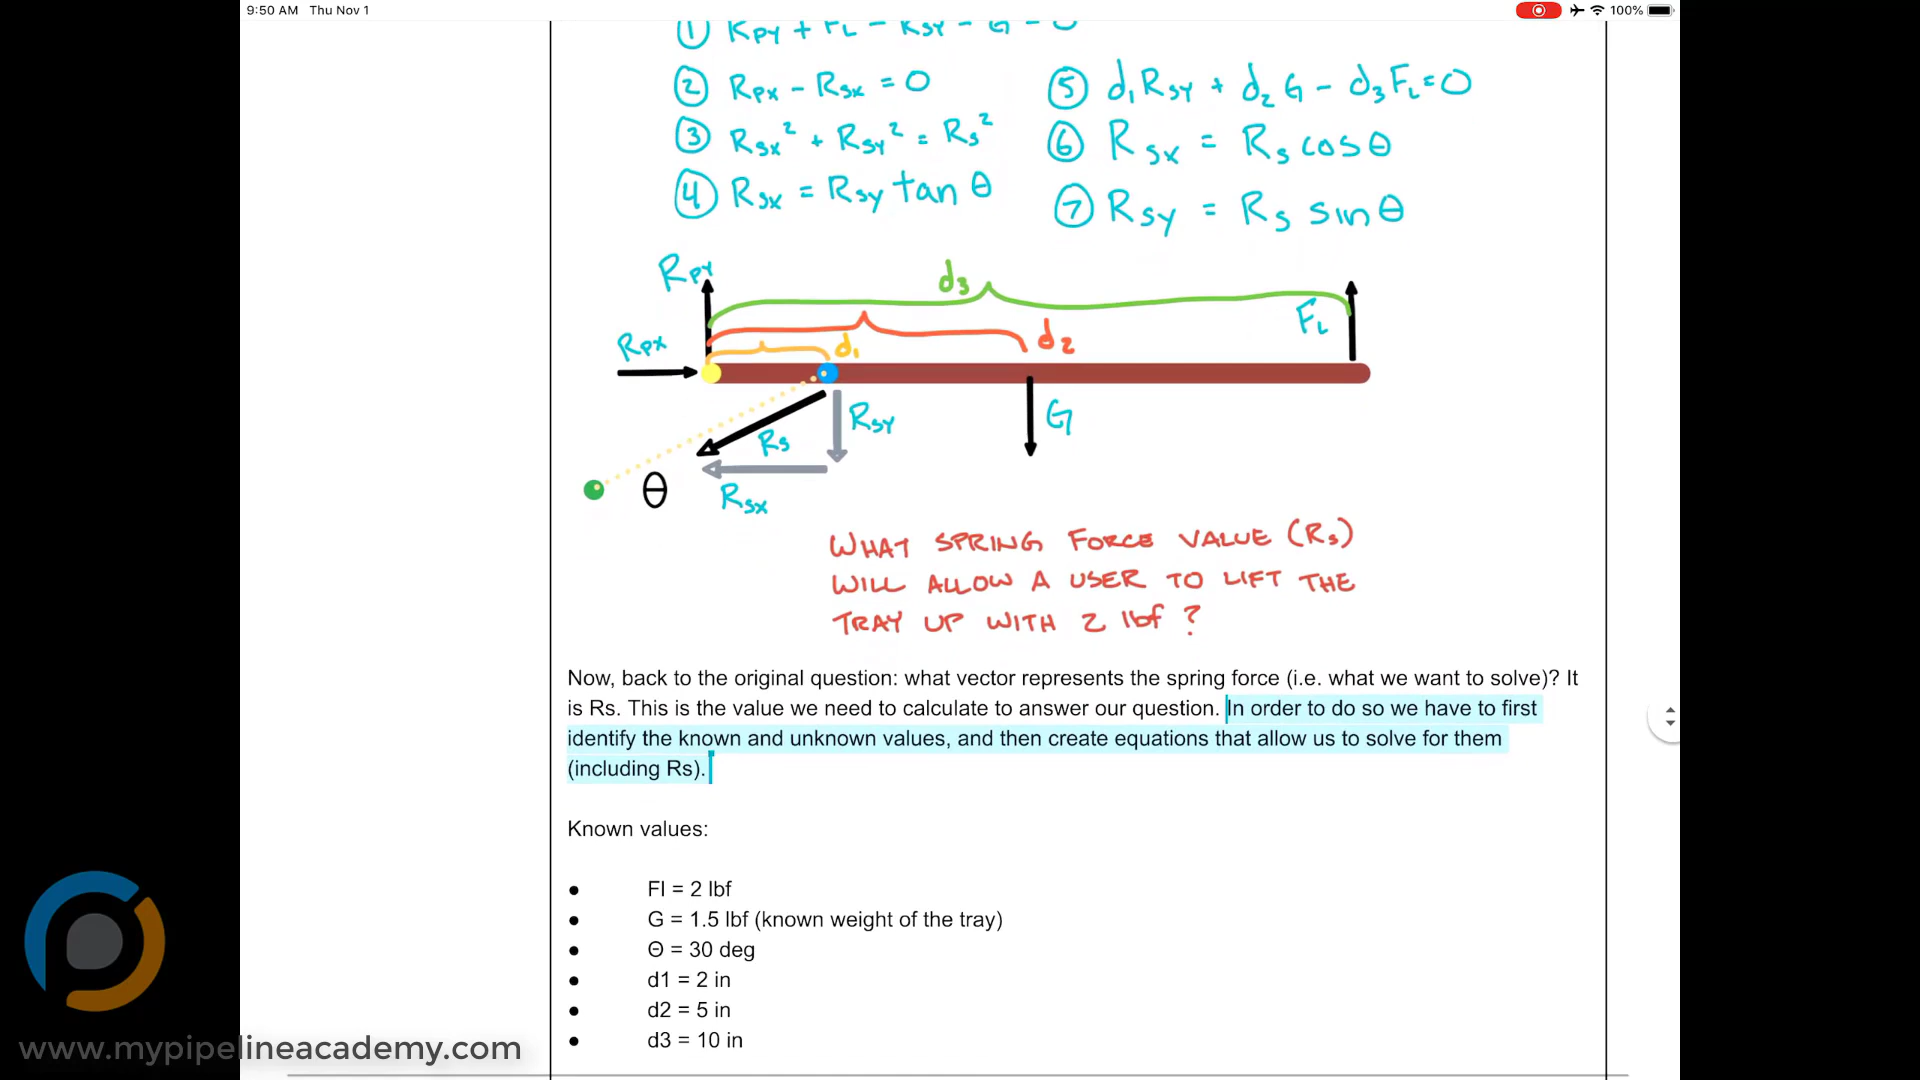 9:50 AM Thu Nov 1
100%
① RPY + FL - RSY - G = 0
② RPX - RSX = 0
③ RSX² + RSY² = RS²
④ RSX = RSY tan θ
⑤ d1RSY + d2G - d3FL=0
⑥ RSX = RS cos θ
⑦ RSY = RS sin θ
RPY
d3
FL
RPX
d1
d2
RSY
G
RS
θ
RSX
WHAT SPRING FORCE VALUE (Rs)
WILL ALLOW A USER TO LIFT THE
TRAY UP WITH 2 lbf ?
Now, back to the original question: what vector represents the spring force (i.e. what we want to solve)? It
is Rs. This is the value we need to calculate to answer our question. In order to do so we have to first
identify the known and unknown values, and then create equations that allow us to solve for them
(including Rs).
Known values:
● Fl = 2 lbf
● G = 1.5 lbf (known weight of the tray)
● Θ = 30 deg
● d1 = 2 in
● d2 = 5 in
● d3 = 10 in
www.mypipelineacademy.com